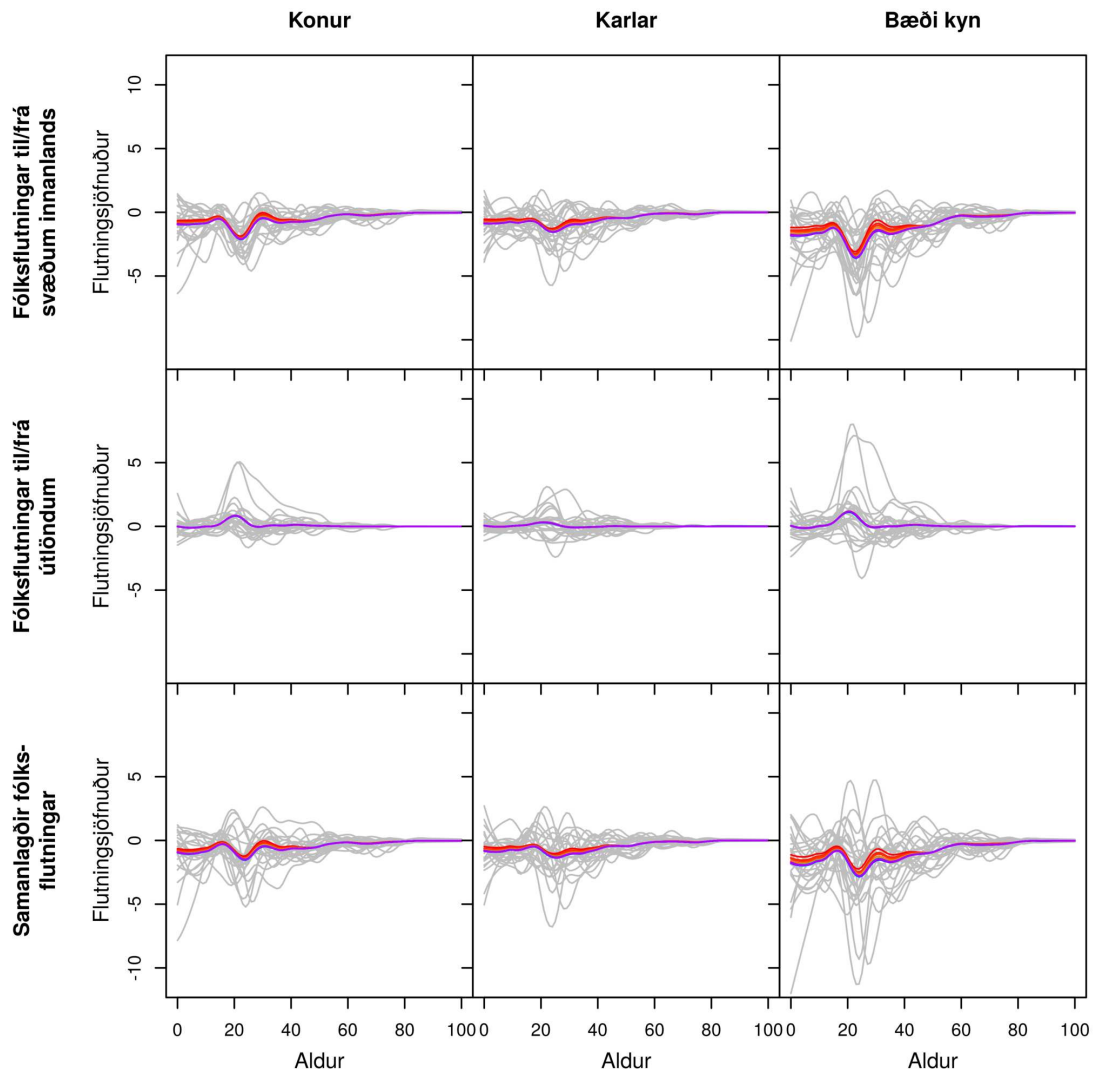 Konur Karlar Bæði kyn
Fólksflutningar til/frá
svæðum innanlands
Flutningsjöfnuður
10
5
0
-5
Fólksflutningar til/frá
útlöndum
Flutningsjöfnuður
5
0
-5
Samanlagðir fólks-
flutningar
Flutningsjöfnuður
5
0
-5
-10
0 20 40 60 80 100 0 20 40 60 80 100 0 20 40 60 80 100
Aldur Aldur Aldur